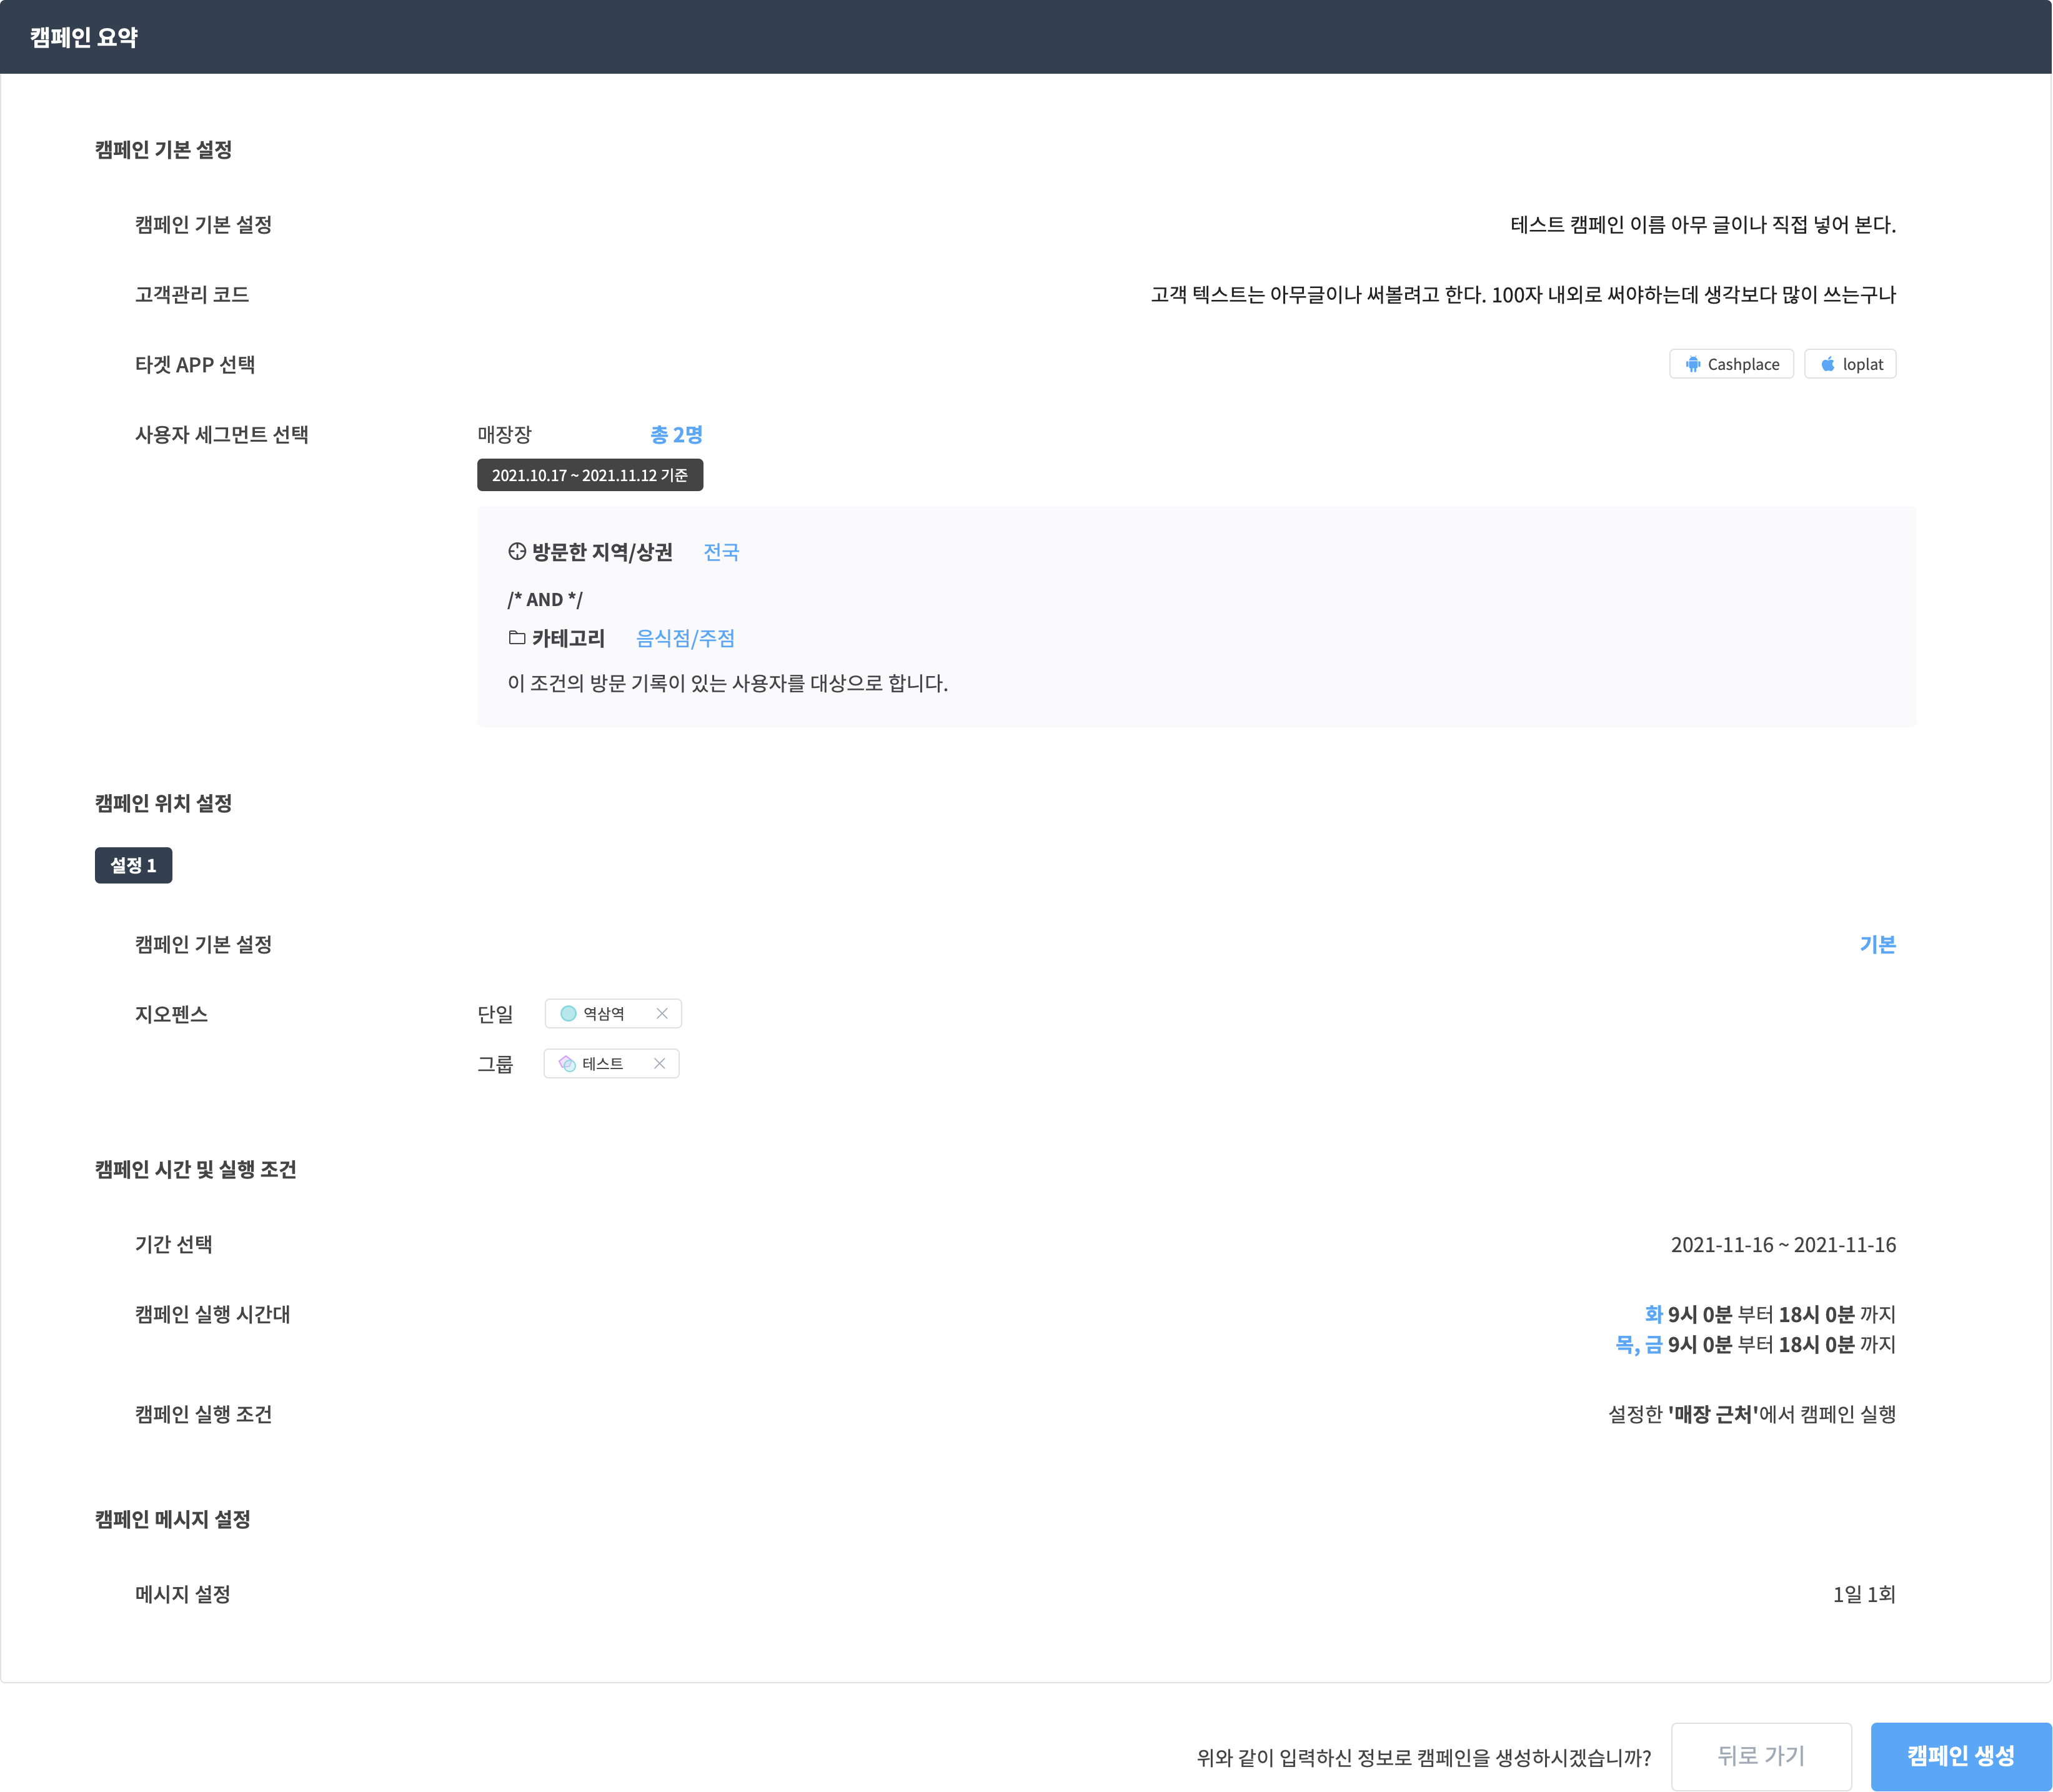 캠페인 요약
캠페인 기본 설정
캠페인 기본 설정 테스트 캠페인 이름 아무 글이나 직접 넣어 본다.
고객관리 코드 고객 텍스트는 아무글이나 써볼려고 한다. 100자 내외로 써야하는데 생각보다 많이 쓰는구나
타겟 APP 선택 Cashplace loplat
사용자 세그먼트 선택 매장장 총 2명
2021.10.17 ~ 2021.11.12 기준
방문한 지역/상권 전국
/* AND */
카테고리 음식점/주점
이 조건의 방문 기록이 있는 사용자를 대상으로 합니다.
캠페인 위치 설정
설정 1
캠페인 기본 설정 기본
지오펜스 단일 역삼역
그룹 테스트
캠페인 시간 및 실행 조건
기간 선택 2021-11-16 ~ 2021-11-16
캠페인 실행 시간대 화 9시 0분 부터 18시 0분 까지
목, 금 9시 0분 부터 18시 0분 까지
캠페인 실행 조건 설정한 '매장 근처'에서 캠페인 실행
캠페인 메시지 설정
메시지 설정 1일 1회
위와 같이 입력하신 정보로 캠페인을 생성하시겠습니까? 뒤로 가기 캠페인 생성